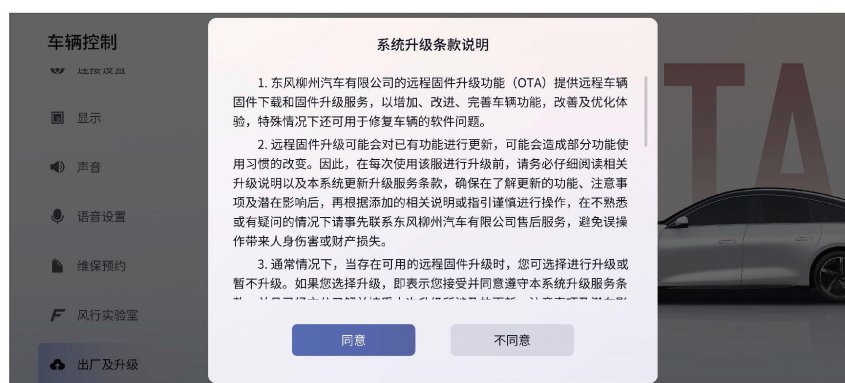 车辆控制
连接设置
显示
声音
语音设置
维保预约
风行实验室
出厂及升级
OTA
系统升级条款说明
1. 东风柳州汽车有限公司的远程固件升级功能（OTA）提供远程车辆
固件下载和固件升级服务，以增加、改进、完善车辆功能，改善及优化体
验，特殊情况下还可用于修复车辆的软件问题。
2. 远程固件升级可能会对已有功能进行更新，可能会造成部分功能使
用习惯的改变。因此，在每次使用该服进行升级前，请务必仔细阅读相关
升级说明以及本系统更新升级服务条款，确保在了解更新的功能、注意事
项及潜在影响后，再根据添加的相关说明或指引谨慎进行操作，在不熟悉
或有疑问的情况下请事先联系东风柳州汽车有限公司售后服务，避免误操
作带来人身伤害或财产损失。
3. 通常情况下，当存在可用的远程固件升级时，您可选择进行升级或
暂不升级。如果您选择升级，即表示您接受并同意遵守本系统升级服务条
同意
不同意